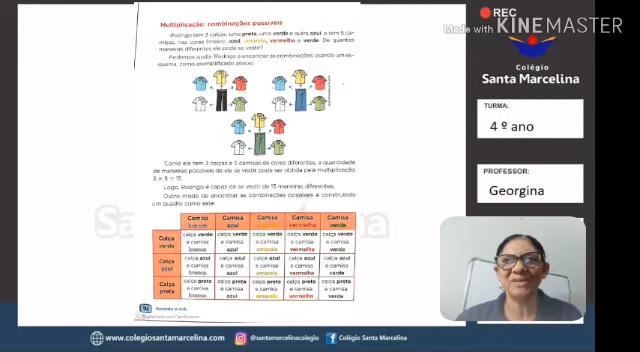 Multiplicação: combinações possíveis
Rodrigo tem 3 calças, uma preta, uma verde e outra azul, e tem 5 ca-
misas, nas cores branca, azul, amarela, vermelha e verde. De quantas
maneiras diferentes ele pode se vestir?
Podemos ajudar Rodrigo a encontrar as combinações usando um es-
quema, como exemplificado abaixo.
Como ele tem 3 calças e 5 camisas de cores diferentes, a quantidade
de maneiras possíveis de ele se vestir pode ser obtida pela multiplicação
3 × 5 = 15
Logo, Rodrigo é capaz de se vestir de 15 maneiras diferentes.
Outro modo de encontrar as combinações possíveis é construindo
um quadro como este:
Camisa branca
Camisa azul
Camisa amarela
Camisa vermelha
Camisa verde
Calça verde
calça verde e camisa branca
calça verde e camisa azul
calça verde e camisa amarela
calça verde e camisa vermelha
calça verde e camisa verde
Calça azul
calça azul e camisa branca
calça azul e camisa azul
calça azul e camisa amarela
calça azul e camisa vermelha
calça azul e camisa verde
Calça preta
calça preta e camisa branca
calça preta e camisa azul
calça preta e camisa amarela
calça preta e camisa vermelha
calça preta e camisa verde
92
Digitalizado com CamScanner
REC
Made with KINEMASTER
Colégio
Santa Marcelina
TURMA:
4 º ano
PROFESSOR:
Georgina
www.colegiosantamarcelina.com
@santamarcelinacolegio
Colégio Santa Marcelina